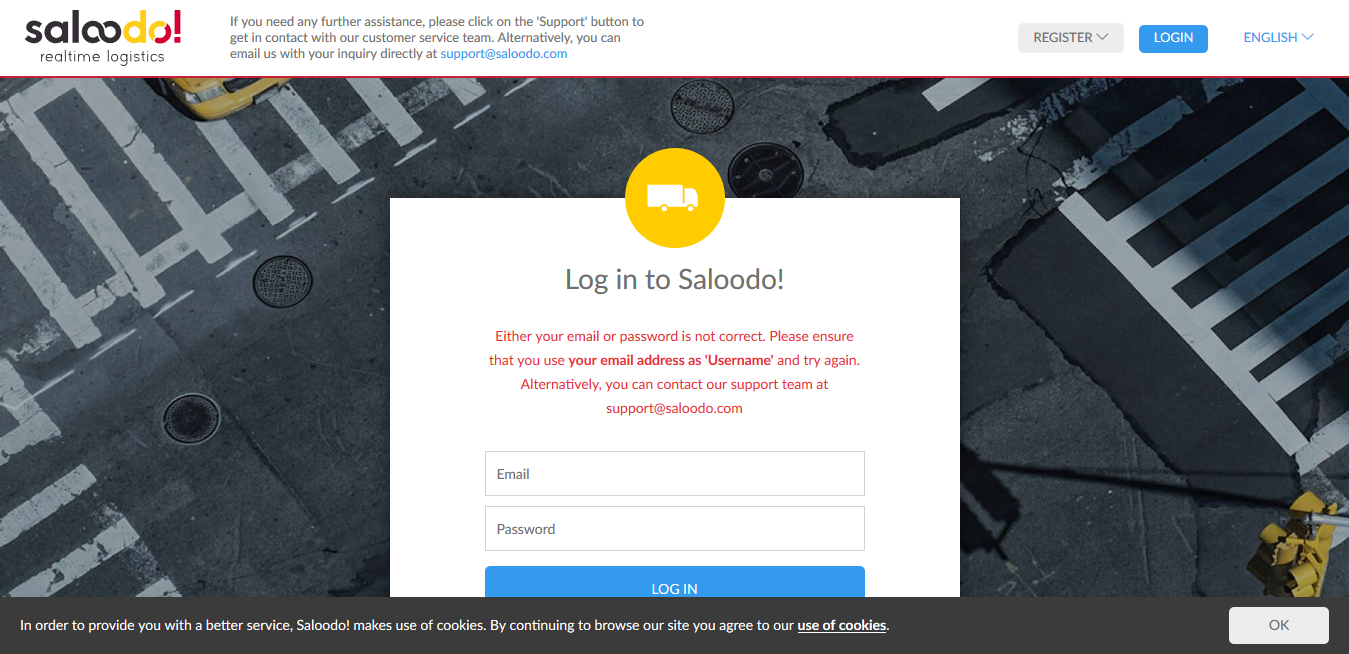 saloodo!
realtime logistics
If you need any further assistance, please click on the 'Support' button to
get in contact with our customer service team. Alternatively, you can
email us with your inquiry directly at support@saloodo.com
REGISTER
LOGIN
ENGLISH
Log in to Saloodo!
Either your email or password is not correct. Please ensure
that you use your email address as 'Username' and try again.
Alternatively, you can contact our support team at
support@saloodo.com
Email
Password
LOG IN
In order to provide you with a better service, Saloodo! makes use of cookies. By continuing to browse our site you agree to our use of cookies.
OK